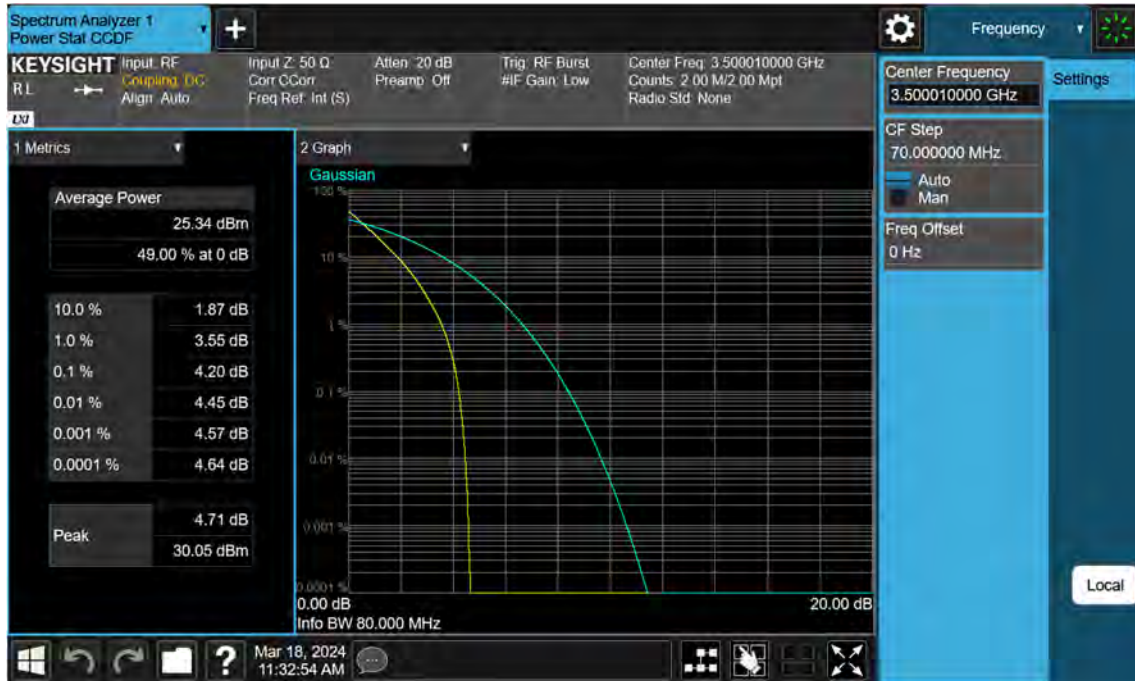 Spectrum Analyzer 1
Power Stat CCDF
+
Frequency
KEYSIGHT
R L
LXI
Input: RF
Coupling: DC
Align: Auto
Input Z: 50 Ω
Corr CCorr
Freq Ref: Int (S)
Atten: 20 dB
Preamp: Off
Trig: RF Burst
#IF Gain: Low
Center Freq: 3.500010000 GHz
Counts: 2.00 M/2.00 Mpt
Radio Std: None
Center Frequency
3.500010000 GHz
Settings
CF Step
70.000000 MHz
Auto
Man
Freq Offset
0 Hz
1 Metrics
Average Power
25.34 dBm
49.00 % at 0 dB
10.0 % 1.87 dB
1.0 % 3.55 dB
0.1 % 4.20 dB
0.01 % 4.45 dB
0.001 % 4.57 dB
0.0001 % 4.64 dB
Peak
4.71 dB
30.05 dBm
2 Graph
Gaussian
100 %
10 %
1 %
0.1 %
0.01 %
0.001 %
0.0001 %
0.00 dB 20.00 dB
Info BW 80.000 MHz
Local
?
Mar 18, 2024
11:32:54 AM